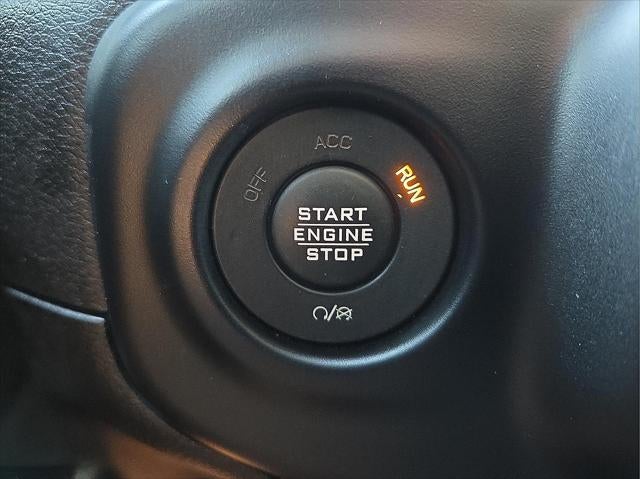 ACC
OFF
RUN
START
ENGINE
STOP